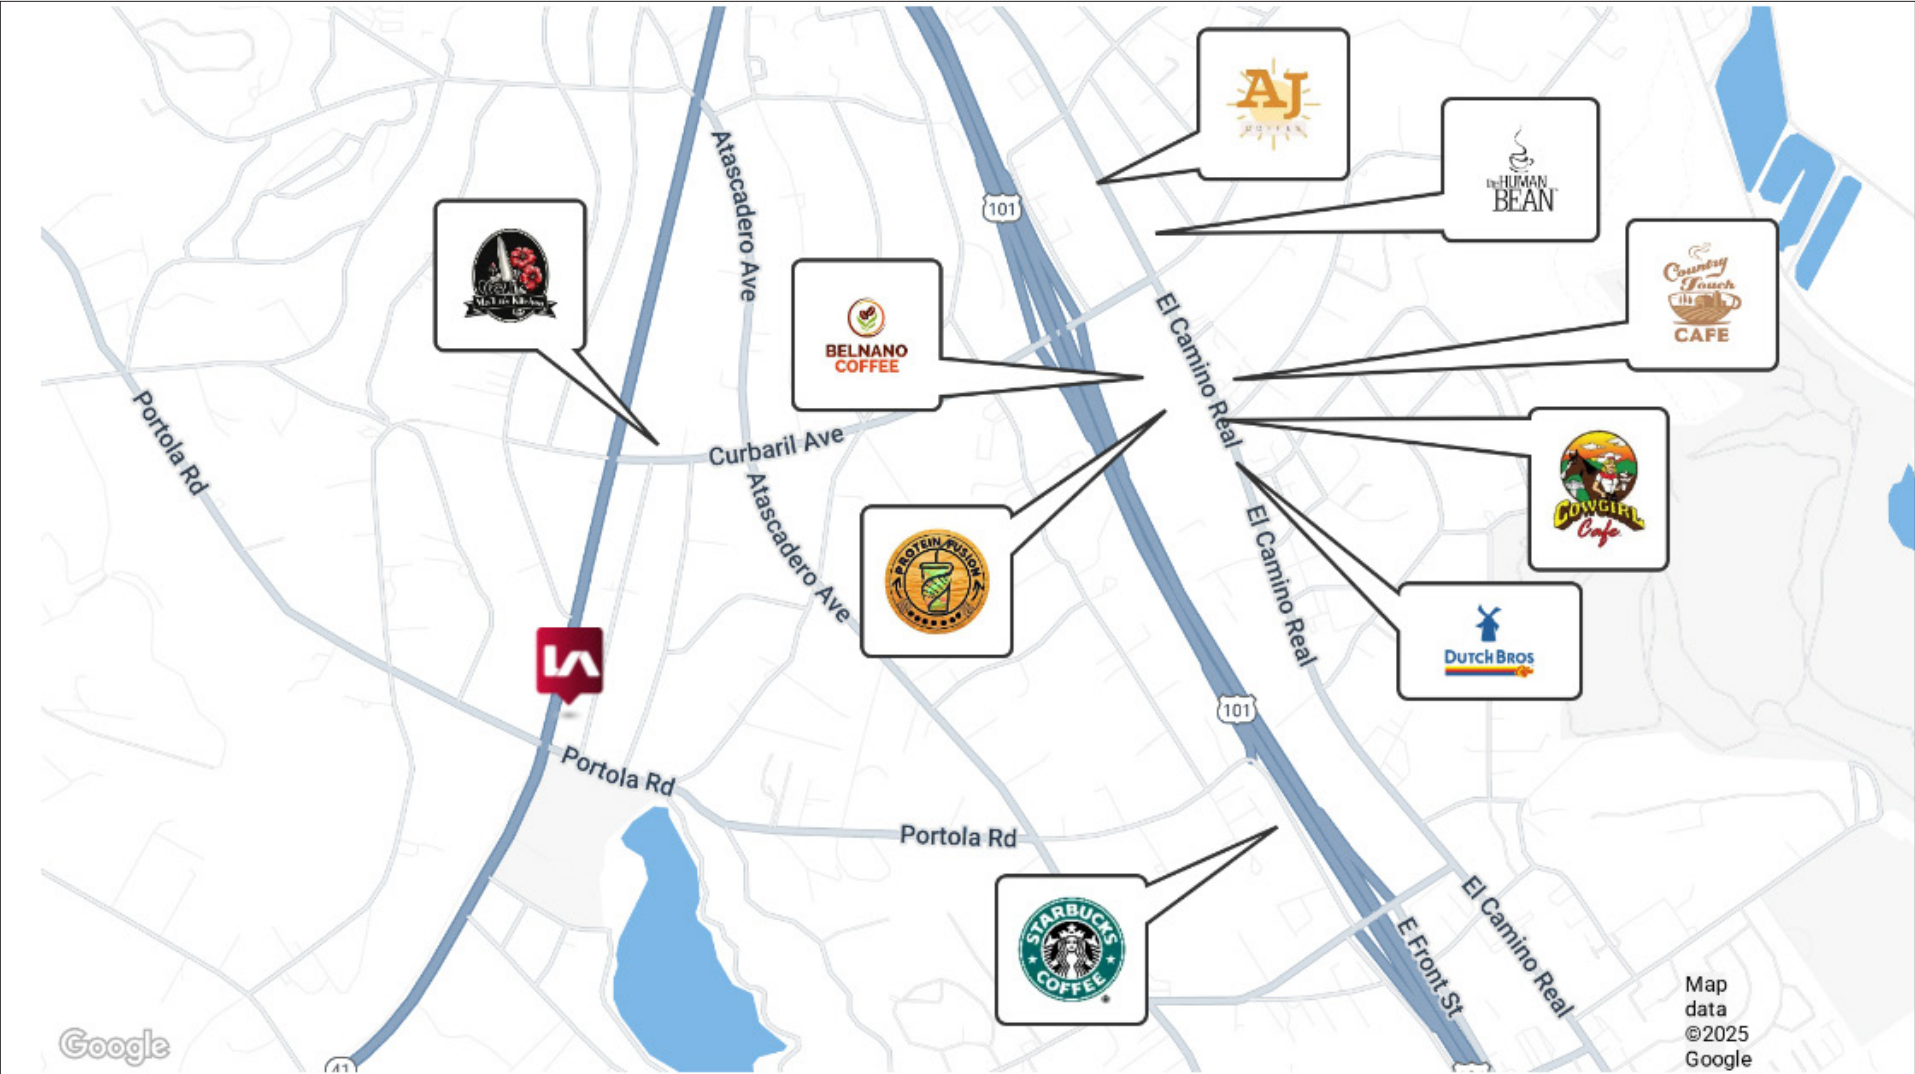 AJ
COFFEE
the HUMAN
BEAN
101
Atascadero Ave
Country
Touch
CAFE
BELNANO
COFFEE
El Camino Real
Portola Rd
Curbaril Ave
COWGIRL
Cafe
PROTEIN FUSION
Atascadero Ave
El Camino Real
DUTCH BROS
101
Portola Rd
Portola Rd
STARBUCKS
COFFEE
El Camino Real
E Front St
Map
data
©2025
Google
Google
41